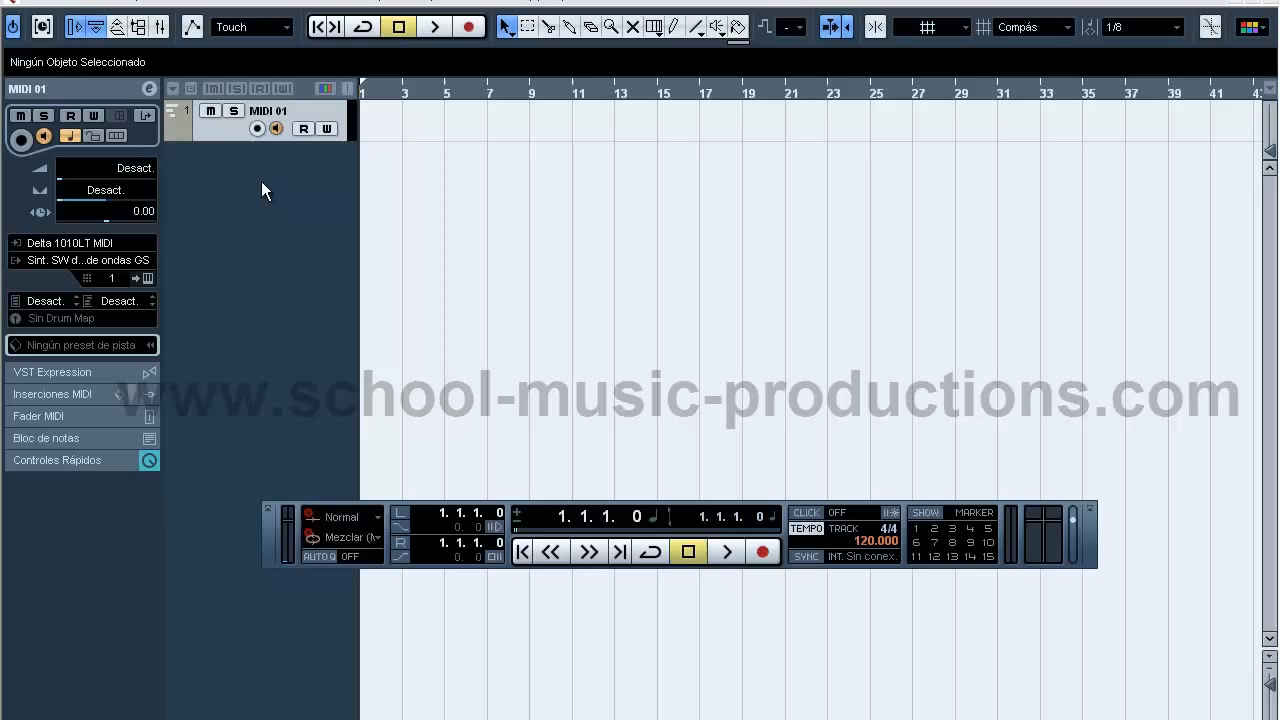 Touch
Compás
1/8
Ningún Objeto Seleccionado
MIDI 01
M S R W
Desact.
Desact.
0.00
Delta 1010LT MIDI
Sint. SW d...de ondas GS
1
Desact. Desact.
Sin Drum Map
Ningún preset de pista
VST Expression
Inserciones MIDI
Fader MIDI
Bloc de notas
Controles Rápidos
[M] [S] [R] [W]
1 M S MIDI 01
R W
1 3 5 7 9 11 13 15 17 19 21 23 25 27 29 31 33 35 37 39 41
www.school-music-productions.com
Normal
Mezclar (M
AUTO Q OFF
L 1. 1. 1. 0
0. 0
R 1. 1. 1. 0
0. 0
1. 1. 1. 0
1. 1. 1. 0
CLICK OFF
TEMPO TRACK 4/4
120.000
SYNC INT. Sin conex.
SHOW MARKER
1 2 3 4 5
6 7 8 9 10
11 12 13 14 15